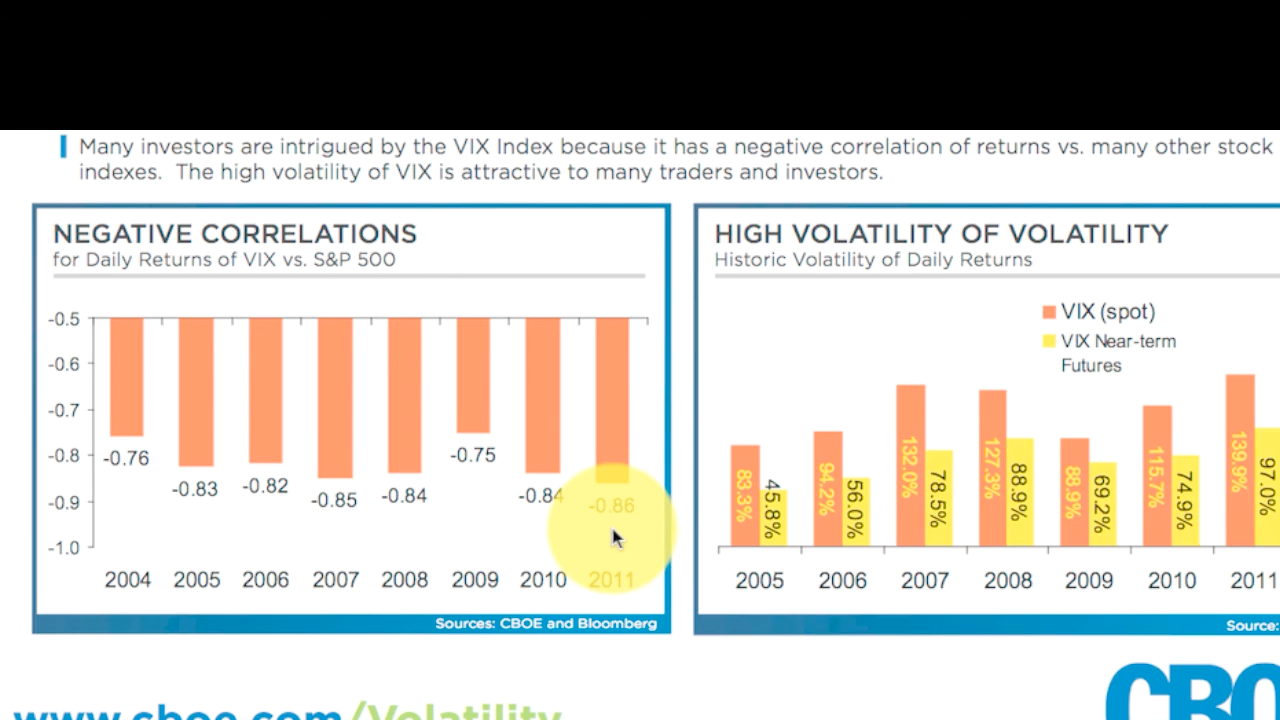 Many investors are intrigued by the VIX Index because it has a negative correlation of returns vs. many other stock
indexes. The high volatility of VIX is attractive to many traders and investors.
NEGATIVE CORRELATIONS
for Daily Returns of VIX vs. S&P 500
-0.5
-0.6
-0.7
-0.8
-0.9
-1.0
-0.76
-0.83
-0.82
-0.85
-0.84
-0.75
-0.84
-0.86
2004 2005 2006 2007 2008 2009 2010 2011
Sources: CBOE and Bloomberg
HIGH VOLATILITY OF VOLATILITY
Historic Volatility of Daily Returns
VIX (spot)
VIX Near-term
Futures
83.3%
45.8%
94.2%
56.0%
132.0%
78.5%
127.3%
88.9%
88.9%
69.2%
115.7%
74.9%
139.9%
97.0%
2005 2006 2007 2008 2009 2010 2011
Source:
www.cboe.com/Volatility
CBO